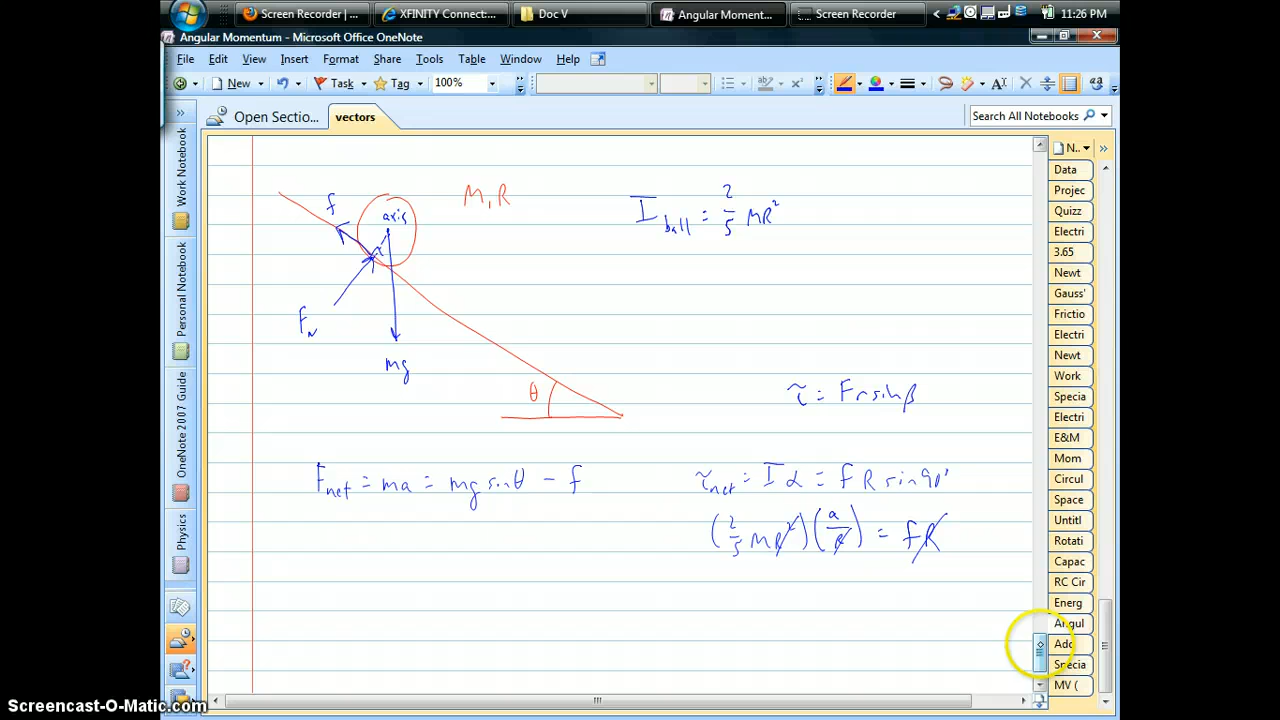 Screen Recorder | ...
XFINITY Connect:...
Doc V
Angular Moment...
Screen Recorder
11:26 PM
Angular Momentum - Microsoft Office OneNote
File Edit View Insert Format Share Tools Table Window Help
New Task Tag 100%
Open Sectio... vectors
Search All Notebooks
N..
Work Notebook
Personal Notebook
OneNote 2007 Guide
Physics
Data
Projec
Quizz
Electri
3.65
Newt
Gauss'
Frictio
Electri
Newt
Work
Specia
Electri
E&M
Mom
Circul
Space
Untitl
Rotati
Capac
RC Cir
Energ
Angul
Adc
Specia
MV (
f
axis
M, R
I ball = 2/5 MR²
F_N
mg
θ
τ = Fr sinβ
F_net = ma = mg sinθ - f
τ_net = I α = f R sin 90°
(2/5 MR²)(a/R) = fR
Screencast-O-Matic.com